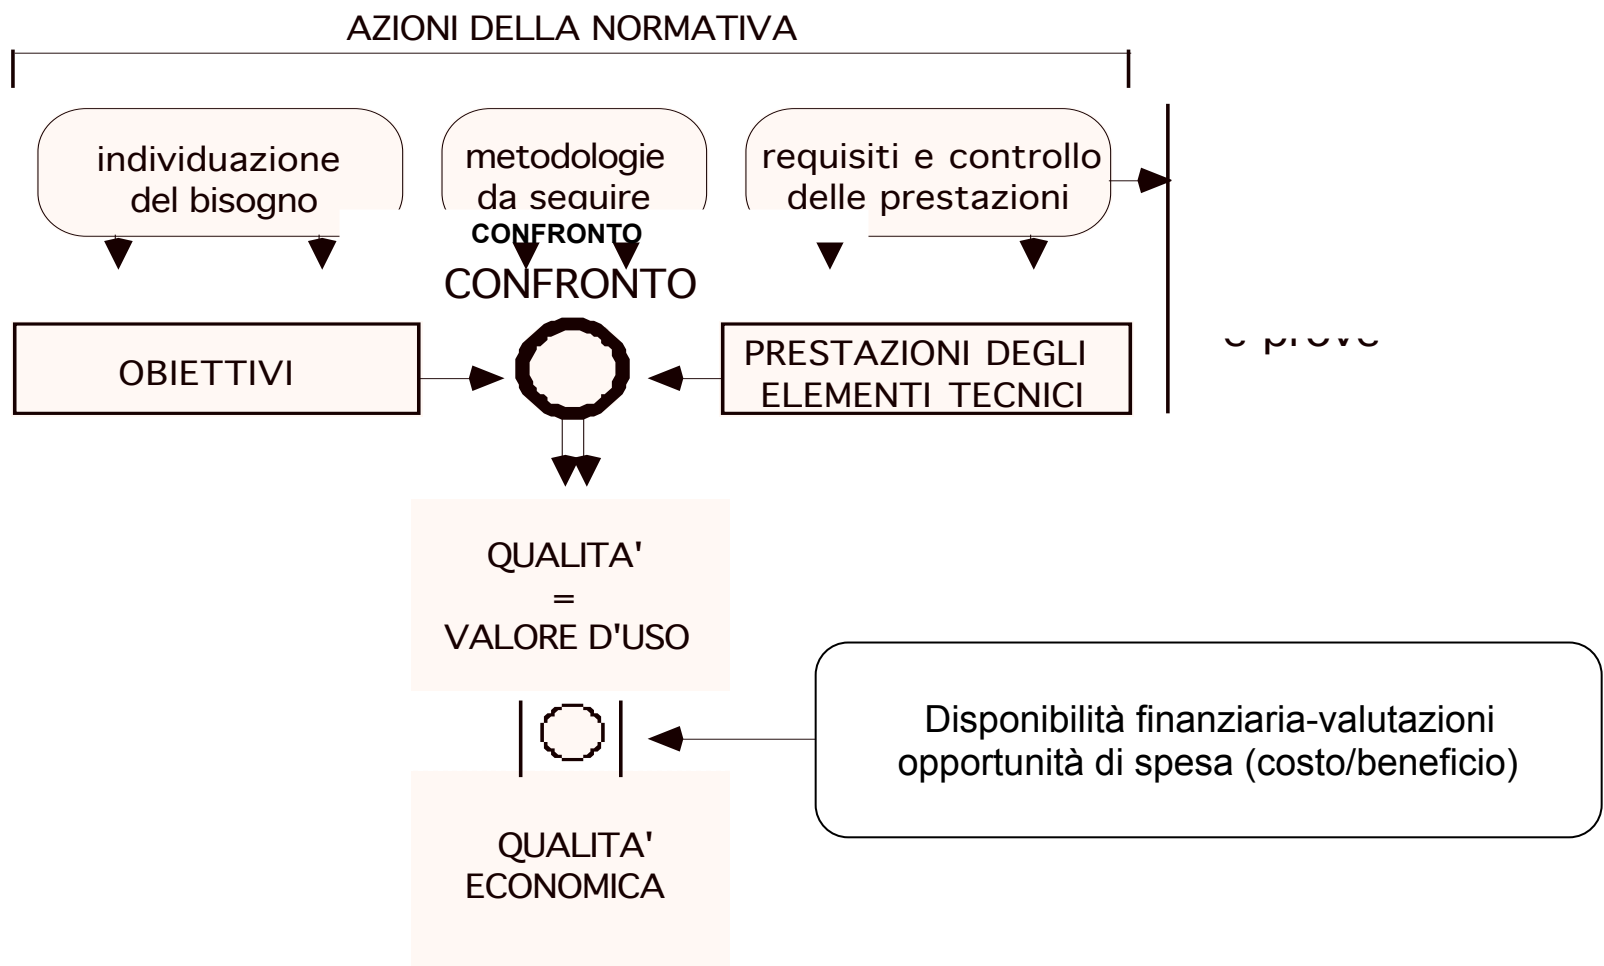 AZIONI DELLA NORMATIVA
individuazione
del bisogno
metodologie
da seguire
requisiti e controllo
delle prestazioni
CONFRONTO
CONFRONTO
OBIETTIVI
PRESTAZIONI DEGLI
ELEMENTI TECNICI
e prove
QUALITA'
=
VALORE D'USO
Disponibilità finanziaria-valutazioni
opportunità di spesa (costo/beneficio)
QUALITA'
ECONOMICA